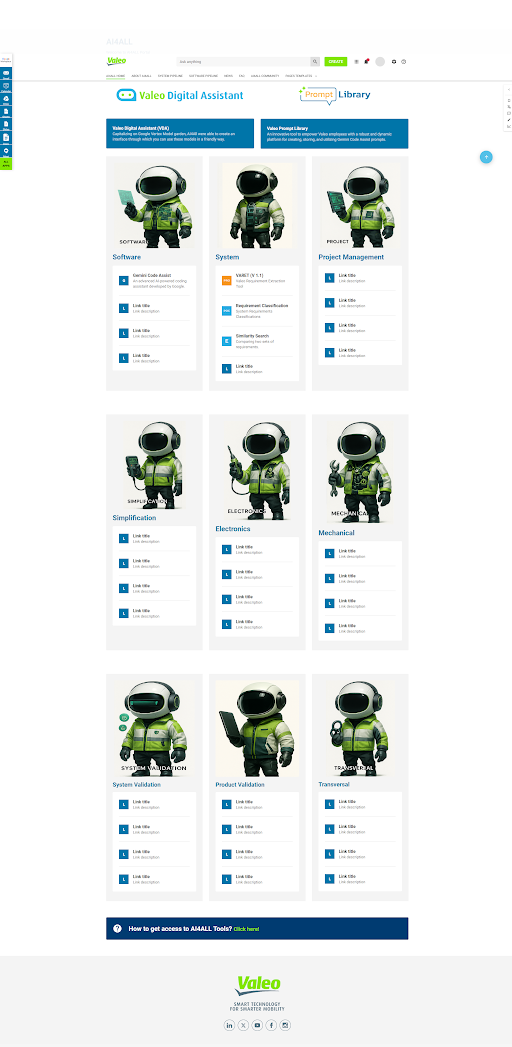 AI4ALL
Valeo
Ask anything
CREATE
AI4ALL HOME
ABOUT AI4ALL
SYSTEM PIPELINE
SOFTWARE PIPELINE
NEWS
FAQ
AI4ALL COMMUNITY
VIDEO TEMPLATES
Valeo Digital Assistant
Prompt Library
Valeo Digital Assistant (VDA)
Capitalizing on Google Vertex Model garden, AI4All were able to create an
interface through which you can use these models in a friendly way.
Valeo Prompt Library
An innovative tool to empower Valeo employees with a robust and dynamic
platform for creating, storing, and utilizing Gemini Code Assist prompts.
SOFTWARE
PROJECT
Software
System
Project Management
Gemini Code Assist
An advanced AI-powered coding
assistant developed by Google.
Link title
Link description
Link title
Link description
Link title
Link description
VARET (V 1.1)
Valeo Requirement Extraction
Tool
Requirement Classification
System Requirements
Classifications
Similarity Search
Comparing two sets of
requirements.
Link title
Link description
Link title
Link description
Link title
Link description
Link title
Link description
Link title
Link description
SIMPLIFICATION
ELECTRONICS
MECHANICAL
Simplification
Electronics
Mechanical
Link title
Link description
Link title
Link description
Link title
Link description
Link title
Link description
Link title
Link description
Link title
Link description
Link title
Link description
Link title
Link description
Link title
Link description
Link title
Link description
Link title
Link description
Link title
Link description
SYSTEM VALIDATION
TRANSVERSAL
System Validation
Product Validation
Transversal
Link title
Link description
Link title
Link description
Link title
Link description
Link title
Link description
Link title
Link description
Link title
Link description
Link title
Link description
Link title
Link description
Link title
Link description
Link title
Link description
Link title
Link description
Link title
Link description
How to get access to AI4ALL Tools? Click here!
Valeo
SMART TECHNOLOGY
FOR SMARTER MOBILITY